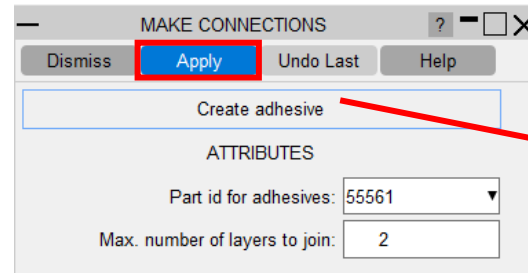 MAKE CONNECTIONS ?
Dismiss Apply Undo Last Help
Create adhesive
ATTRIBUTES
Part id for adhesives: 55561
Max. number of layers to join: 2